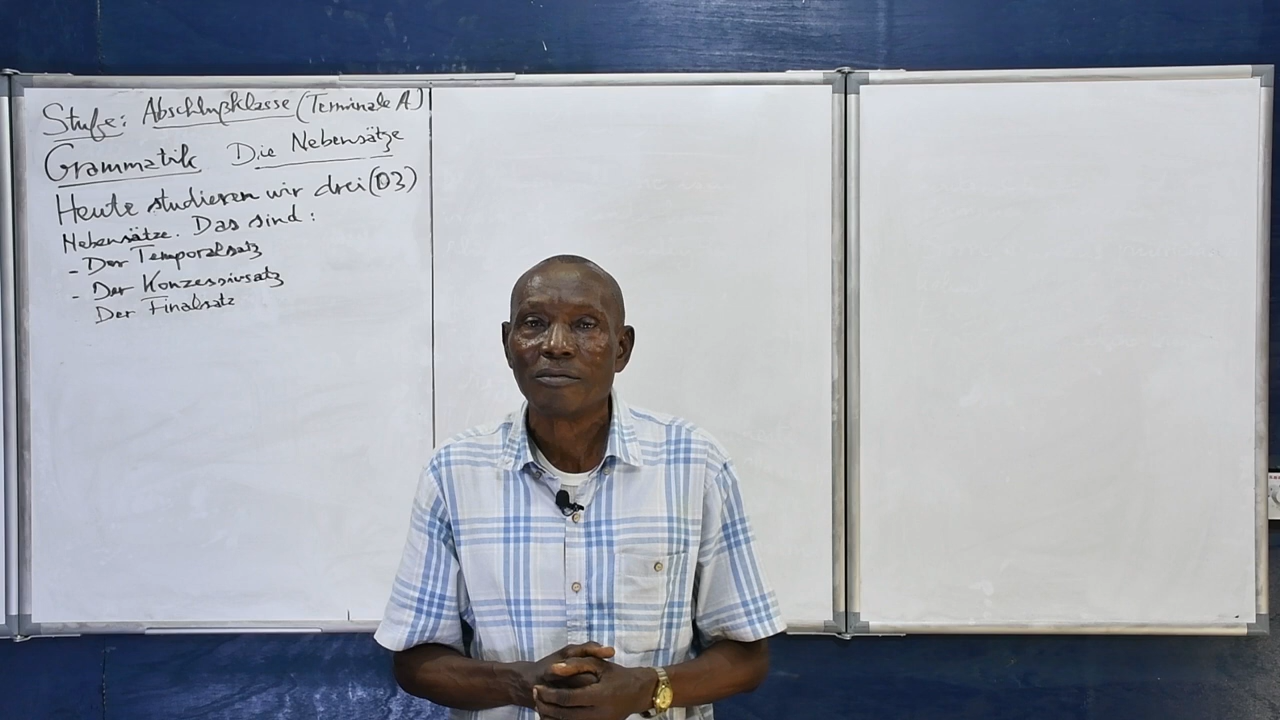 Stufe: Abschlußklasse (Terminale A)
Grammatik Die Nebensätze
Heute studieren wir drei (03)
Nebensätze. Das sind:
- Der Temporalsatz
- Der Konzessivsatz
Der Finalsatz